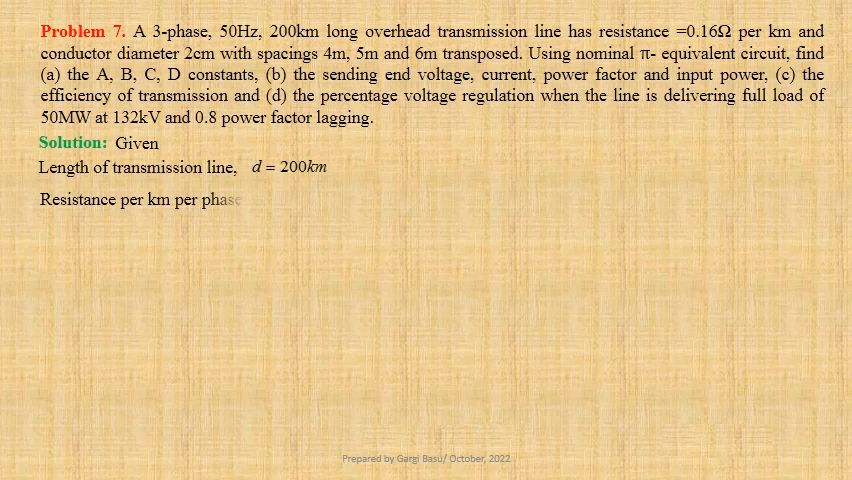 Problem 7. A 3-phase, 50Hz, 200km long overhead transmission line has resistance =0.16Ω per km and
conductor diameter 2cm with spacings 4m, 5m and 6m transposed. Using nominal π- equivalent circuit, find
(a) the A, B, C, D constants, (b) the sending end voltage, current, power factor and input power, (c) the
efficiency of transmission and (d) the percentage voltage regulation when the line is delivering full load of
50MW at 132kV and 0.8 power factor lagging.
Solution: Given
Length of transmission line, d = 200km
Resistance per km per phase
Prepared by Gargi Basu/ October, 2022